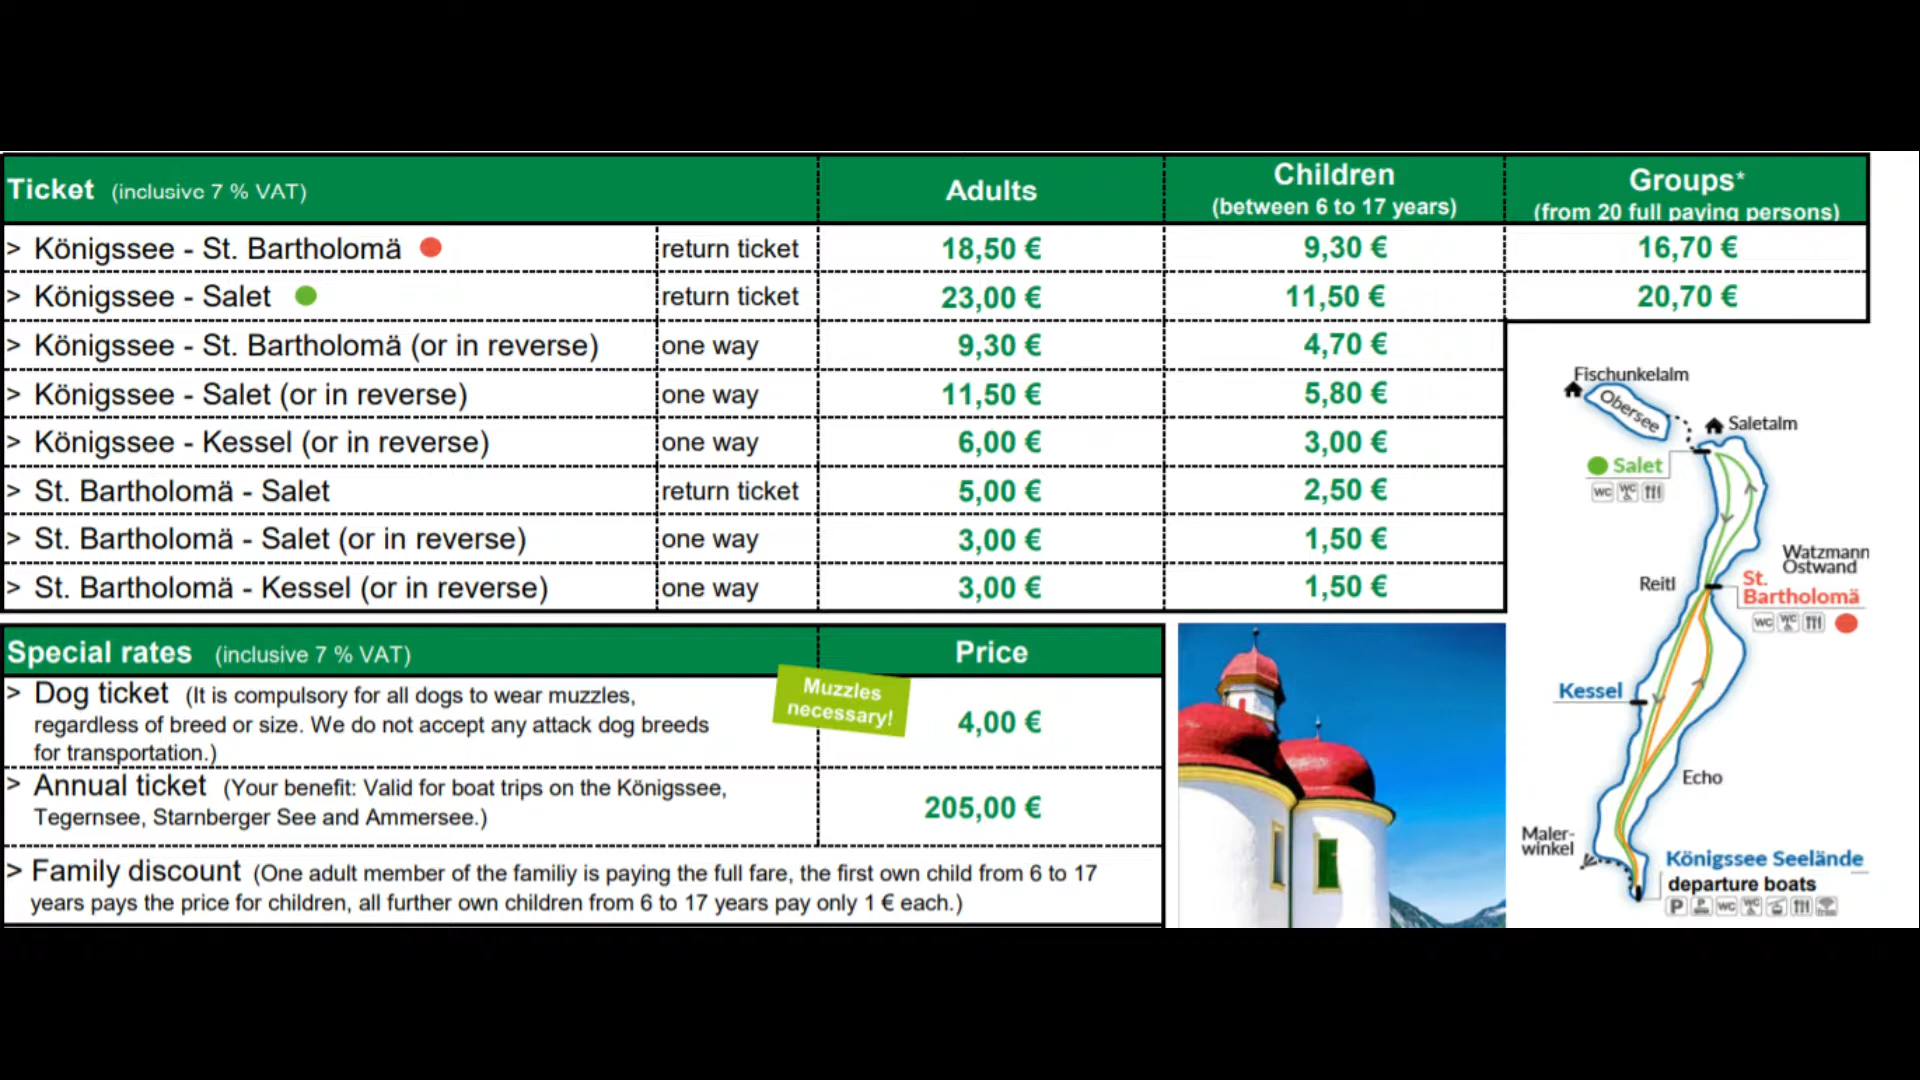 Ticket (inclusive 7 % VAT) Adults Children (between 6 to 17 years) Groups* (from 20 full paying persons)
> Königssee - St. Bartholomä return ticket 18,50 € 9,30 € 16,70 €
> Königssee - Salet return ticket 23,00 € 11,50 € 20,70 €
> Königssee - St. Bartholomä (or in reverse) one way 9,30 € 4,70 €
> Königssee - Salet (or in reverse) one way 11,50 € 5,80 €
> Königssee - Kessel (or in reverse) one way 6,00 € 3,00 €
> St. Bartholomä - Salet return ticket 5,00 € 2,50 €
> St. Bartholomä - Salet (or in reverse) one way 3,00 € 1,50 €
> St. Bartholomä - Kessel (or in reverse) one way 3,00 € 1,50 €
Special rates (inclusive 7 % VAT) Price
> Dog ticket (It is compulsory for all dogs to wear muzzles,
regardless of breed or size. We do not accept any attack dog breeds
for transportation.)
Muzzles
necessary!
4,00 €
> Annual ticket (Your benefit: Valid for boat trips on the Königssee,
Tegernsee, Starnberger See and Ammersee.)
205,00 €
> Family discount (One adult member of the familiy is paying the full fare, the first own child from 6 to 17
years pays the price for children, all further own children from 6 to 17 years pay only 1 € each.)
Fischunkelalm
Obersee
Saletalm
Salet
WC WC
Watzmann
Ostwand
Reitl
St.
Bartholomä
WC WC
Kessel
Echo
Maler-
winkel
Königssee Seelände
departure boats
P P WC WC